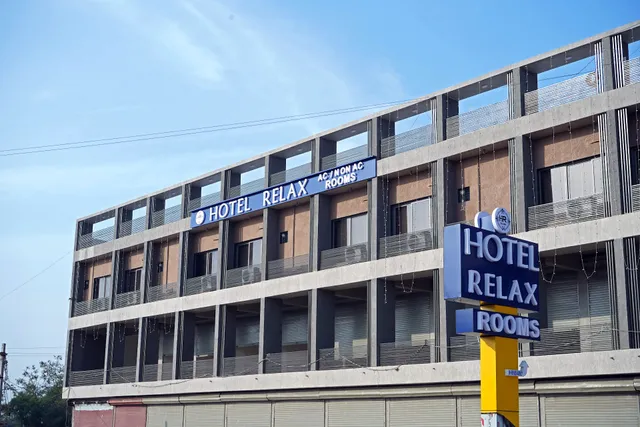 HOTEL RELAX
AC/NON AC
ROOMS
HOTEL
RELAX
ROOMS